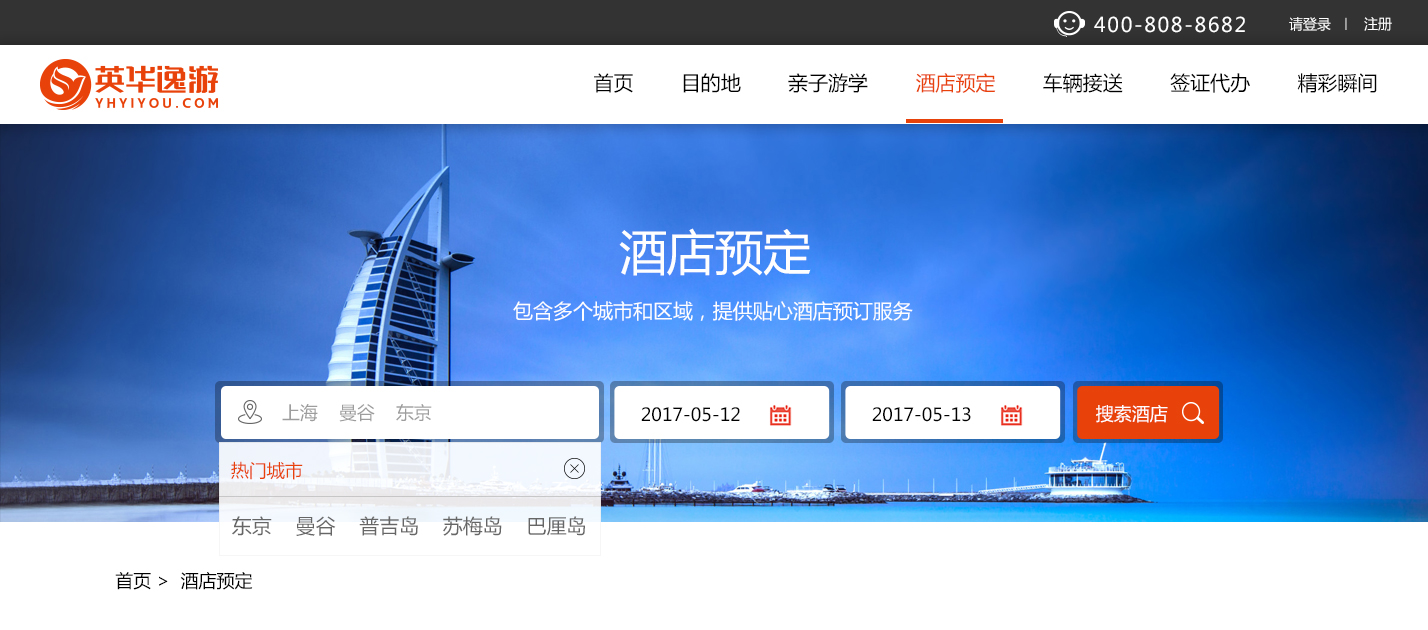 400-808-8682 请登录 | 注册
英华逸游
YHYIYOU.COM
首页 目的地 亲子游学 酒店预定 车辆接送 签证代办 精彩瞬间
酒店预定
包含多个城市和区域，提供贴心酒店预订服务
上海 曼谷 东京 2017-05-12 2017-05-13 搜索酒店
热门城市
东京 曼谷 普吉岛 苏梅岛 巴厘岛
首页 > 酒店预定